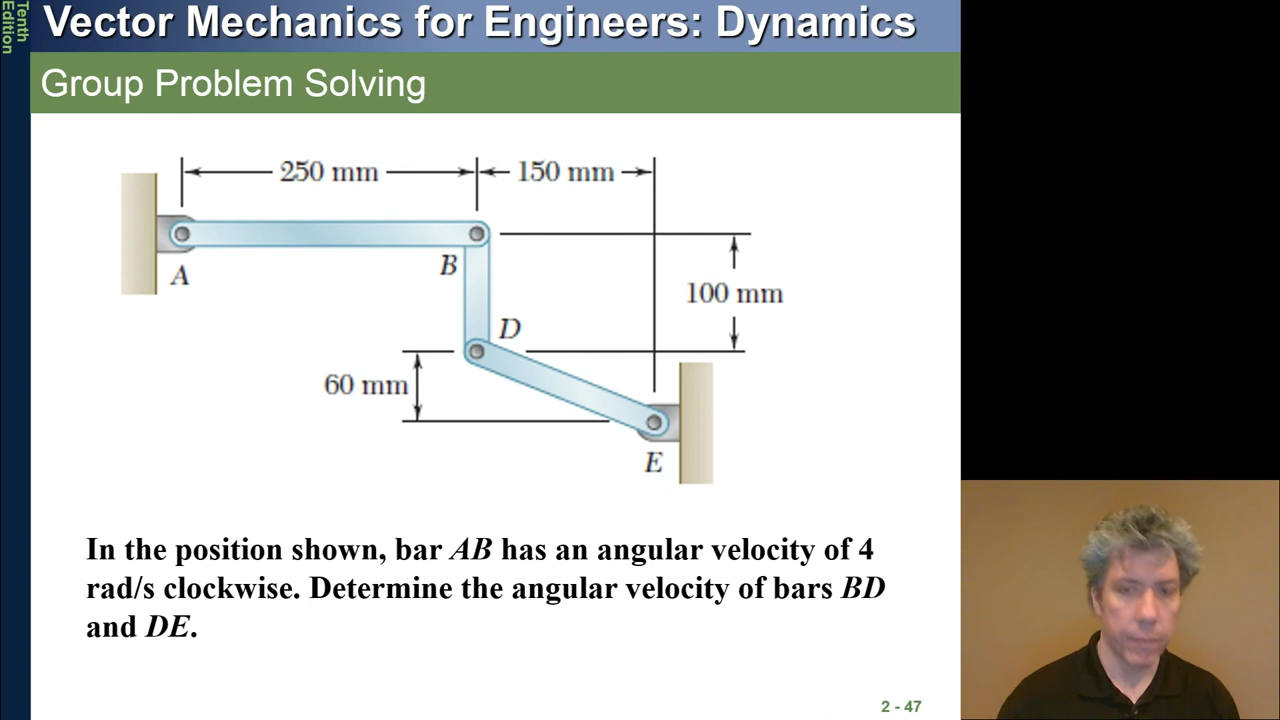 Tenth
Edition
Vector Mechanics for Engineers: Dynamics
Group Problem Solving
250 mm
150 mm
A
B
100 mm
D
60 mm
E
In the position shown, bar AB has an angular velocity of 4
rad/s clockwise. Determine the angular velocity of bars BD
and DE.
2 - 47